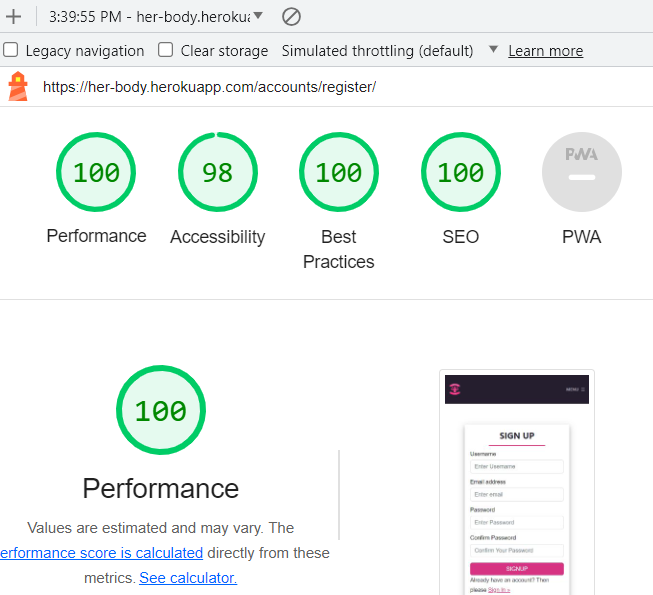 3:39:55 PM - her-body.heroku
Legacy navigation Clear storage Simulated throttling (default) Learn more
https://her-body.herokuapp.com/accounts/register/
100 98 100 100 PWA
Performance Accessibility Best Practices SEO PWA
100
Performance
Values are estimated and may vary. The
erformance score is calculated directly from these
metrics. See calculator.
MENU
SIGN UP
Username
Enter Username
Email address
Enter email
Password
Enter Password
Confirm Password
Confirm Your Password
SIGNUP
Already have an account? Then
please Sign In »